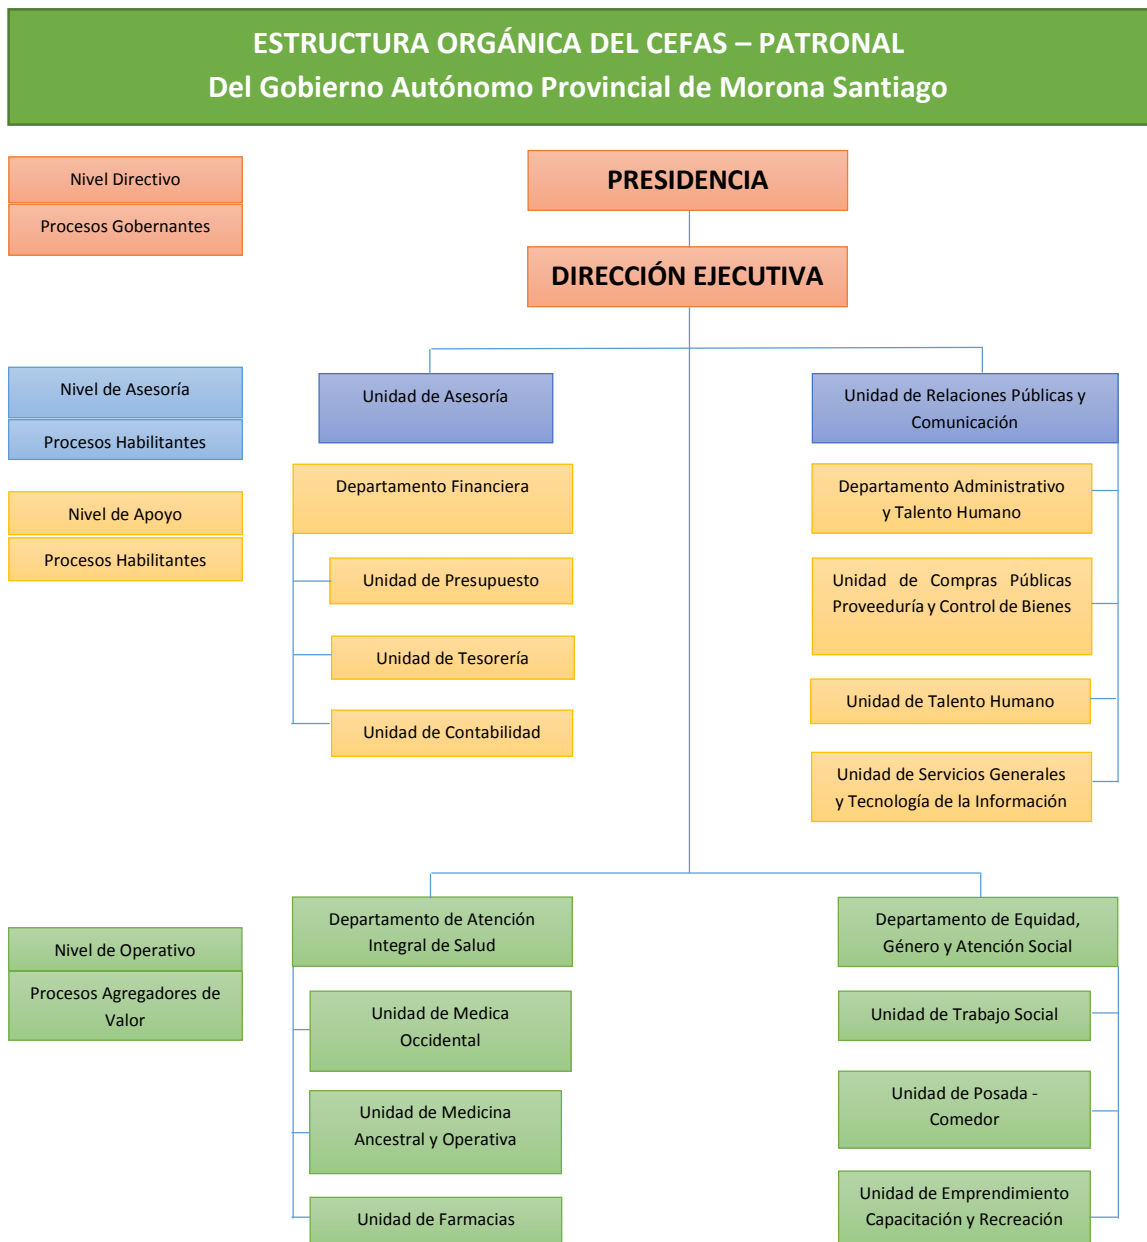 ESTRUCTURA ORGÁNICA DEL CEFAS – PATRONAL
Del Gobierno Autónomo Provincial de Morona Santiago
Nivel Directivo
Procesos Gobernantes
PRESIDENCIA
DIRECCIÓN EJECUTIVA
Nivel de Asesoría
Procesos Habilitantes
Unidad de Asesoría
Unidad de Relaciones Públicas y
Comunicación
Nivel de Apoyo
Procesos Habilitantes
Departamento Financiera
Unidad de Presupuesto
Unidad de Tesorería
Unidad de Contabilidad
Departamento Administrativo
y Talento Humano
Unidad de Compras Públicas
Proveeduría y Control de Bienes
Unidad de Talento Humano
Unidad de Servicios Generales
y Tecnología de la Información
Nivel de Operativo
Procesos Agregadores de
Valor
Departamento de Atención
Integral de Salud
Unidad de Medica
Occidental
Unidad de Medicina
Ancestral y Operativa
Unidad de Farmacias
Departamento de Equidad,
Género y Atención Social
Unidad de Trabajo Social
Unidad de Posada -
Comedor
Unidad de Emprendimiento
Capacitación y Recreación